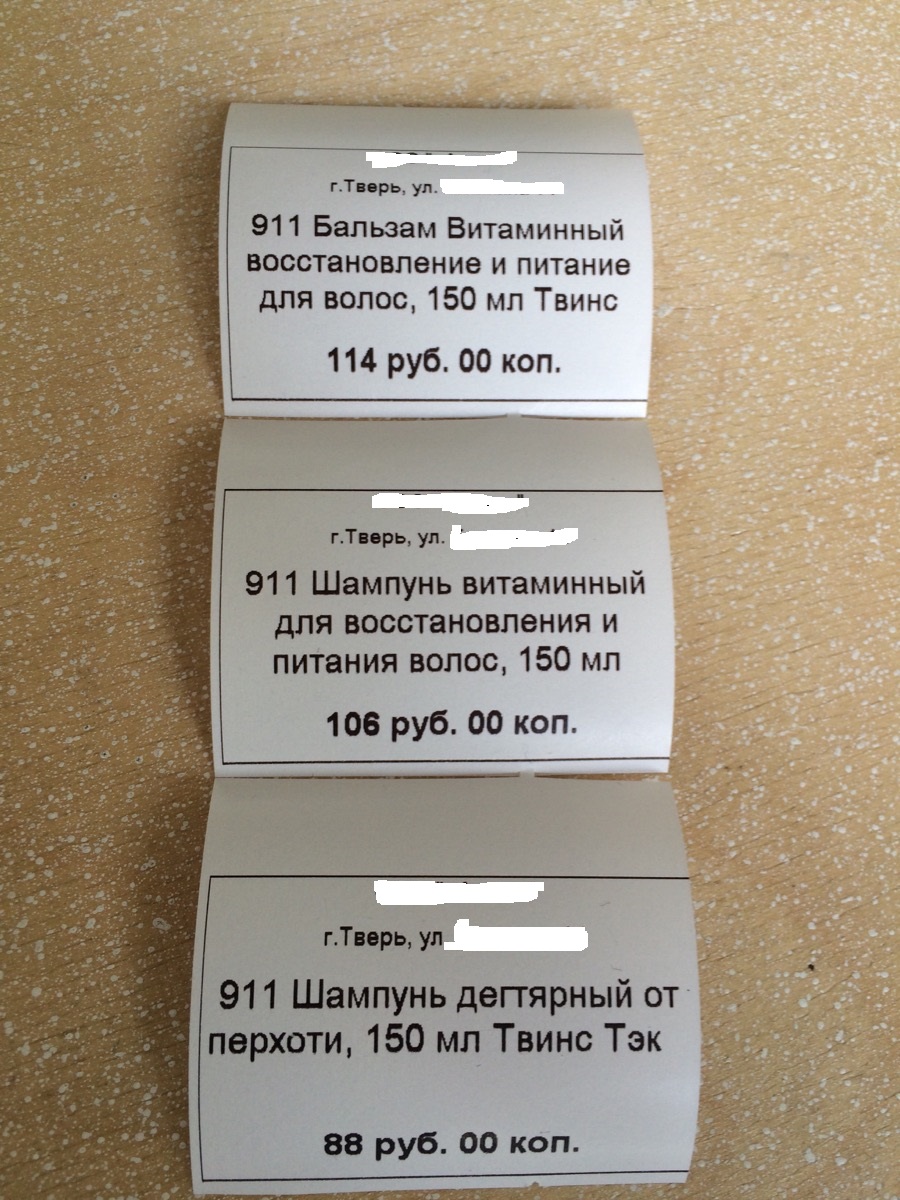 г.Тверь, ул.
911 Бальзам Витаминный
восстановление и питание
для волос, 150 мл Твинс
114 руб. 00 коп.
г.Тверь, ул.
911 Шампунь витаминный
для восстановления и
питания волос, 150 мл
106 руб. 00 коп.
г.Тверь, ул
911 Шампунь дегтярный от
перхоти, 150 мл Твинс Тэк
88 руб. 00 коп.